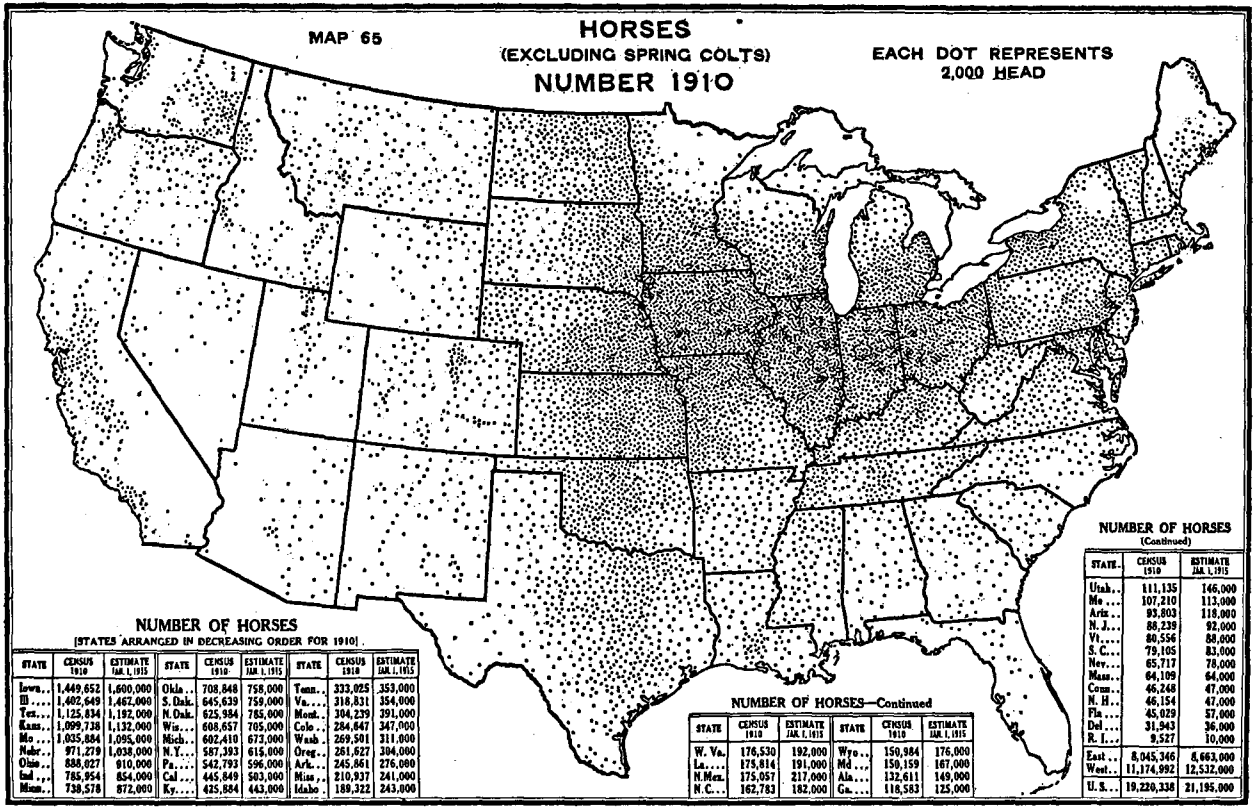 MAP 65
HORSES
(EXCLUDING SPRING COLTS)
NUMBER 1910
EACH DOT REPRESENTS
2,000 HEAD
NUMBER OF HORSES
[STATES ARRANGED IN DECREASING ORDER FOR 1910].
STATE CENSUS 1910 ESTIMATE JAN. 1, 1915 STATE CENSUS 1910 ESTIMATE JAN. 1, 1915 STATE CENSUS 1910 ESTIMATE JAN. 1, 1915
Iowa.. 1,449,652 1,600,000 Okla.. 708,848 758,000 Tenn.. 333,025 353,000
Ill ... 1,402,649 1,462,000 S. Dak. 645,639 759,000 Va.... 318,831 354,000
Tex... 1,125,834 1,192,000 N. Dak. 625,984 785,000 Mont.. 304,239 391,000
Kans.. 1,099,738 1,132,000 Wis... 608,657 705,000 Colo.. 284,647 347,000
Mo ... 1,035,884 1,095,000 Mich.. 602,410 673,000 Wash 269,501 311,000
Nebr.. 971,279 1,038,000 N.Y... 587,393 615,000 Oreg.. 261,627 304,000
Ohio.. 888,027 910,000 Pa.... 542,793 596,000 Ark... 245,861 276,000
Ind... 785,954 854,000 Cal ... 445,849 503,000 Miss .. 210,937 241,000
Minn.. 738,578 872,000 Ky.... 425,884 443,000 Idaho. 189,322 243,000
NUMBER OF HORSES—Continued
STATE CENSUS 1910 ESTIMATE JAN. 1, 1915 STATE CENSUS 1910 ESTIMATE JAN. 1, 1915
W. Va. 176,530 192,000 Wyo .. 150,984 176,000
La.... 175,814 191,000 Md ... 150,159 167,000
N.Mex. 175,057 217,000 Ala... 132,611 149,000
N.C... 162,783 182,000 Ga.... 118,583 125,000
NUMBER OF HORSES
(Continued)
STATE. CENSUS 1910 ESTIMATE JAN. 1, 1915
Utah.. 111,135 146,000
Me ... 107,210 113,000
Ariz .. 93,803 118,000
N. J... 88,239 92,000
Vt.... 80,556 88,000
S. C... 79,105 83,000
Nev... 65,717 78,000
Mass.. 64,109 64,000
Conn.. 46,248 47,000
N. H.. 46,154 47,000
Fla ... 45,029 57,000
Del ... 31,943 36,000
R. I... 9,527 10,000
East .. 8,045,346 8,663,000
West.. 11,174,992 12,532,000
U. S... 19,220,338 21,195,000